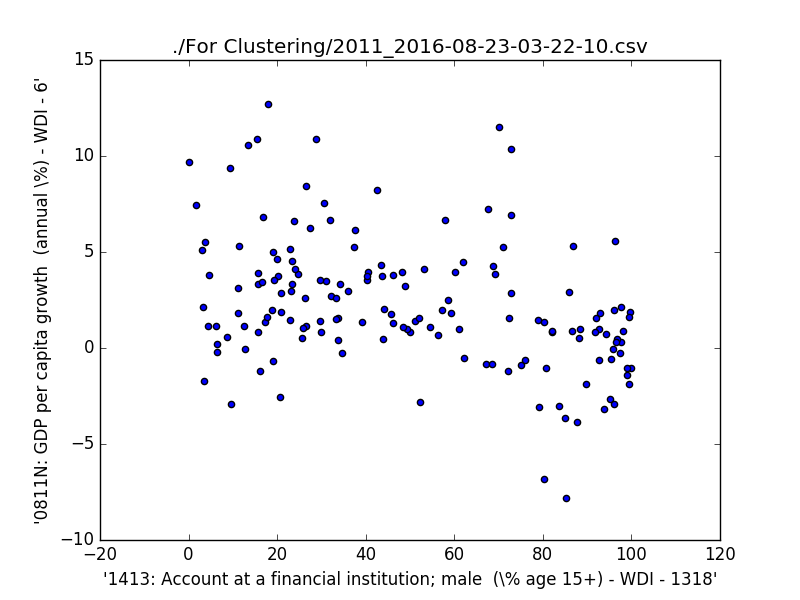 ./For Clustering/2011_2016-08-23-03-22-10.csv
'0811N: GDP per capita growth  (annual \%) - WDI - 6'
15
10
5
0
−5
−10
−20 0 20 40 60 80 100 120
'1413: Account at a financial institution; male  (\% age 15+) - WDI - 1318'